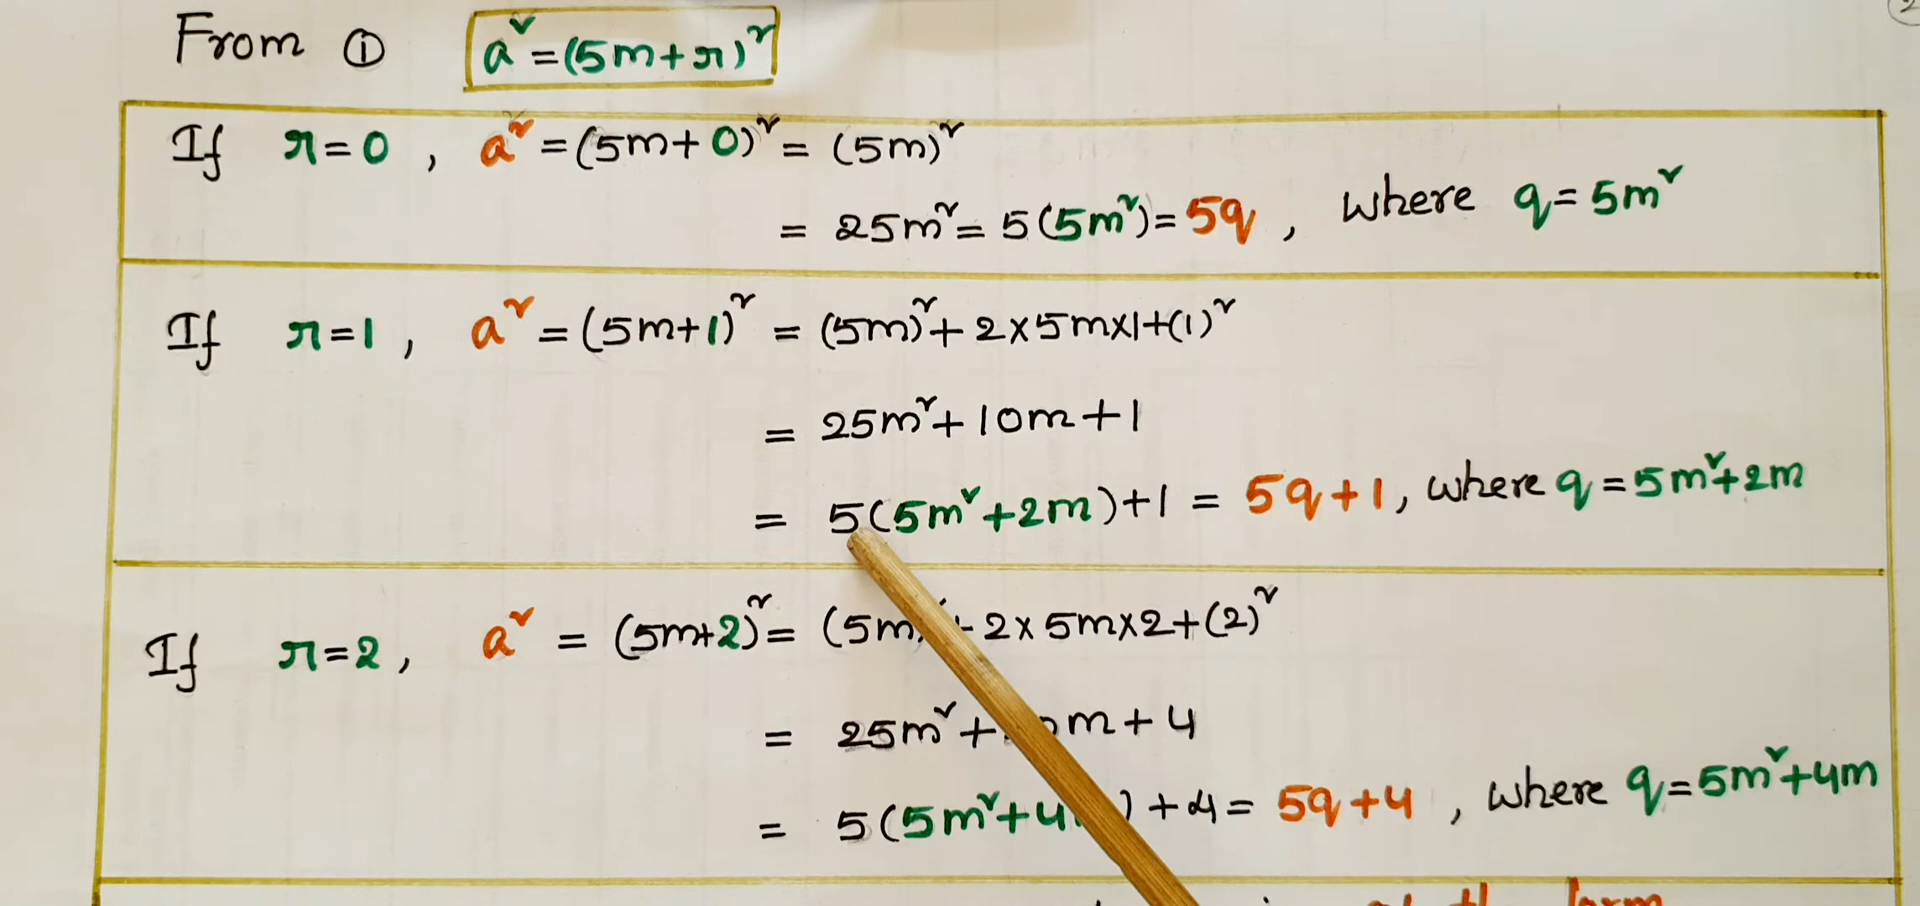 From ① a² = (5m+r)²
If r=0, a² = (5m+0)² = (5m)²
= 25m² = 5(5m²) = 5q, where q = 5m²
If r=1, a² = (5m+1)² = (5m)² + 2×5m×1+(1)²
= 25m² + 10m + 1
= 5(5m²+2m)+1 = 5q+1, where q = 5m²+2m
If r=2, a² = (5m+2)² = (5m) 2×5m×2+(2)²
= 25m² + m + 4
= 5(5m²+4 ) + 4 = 5q+4, where q = 5m²+4m